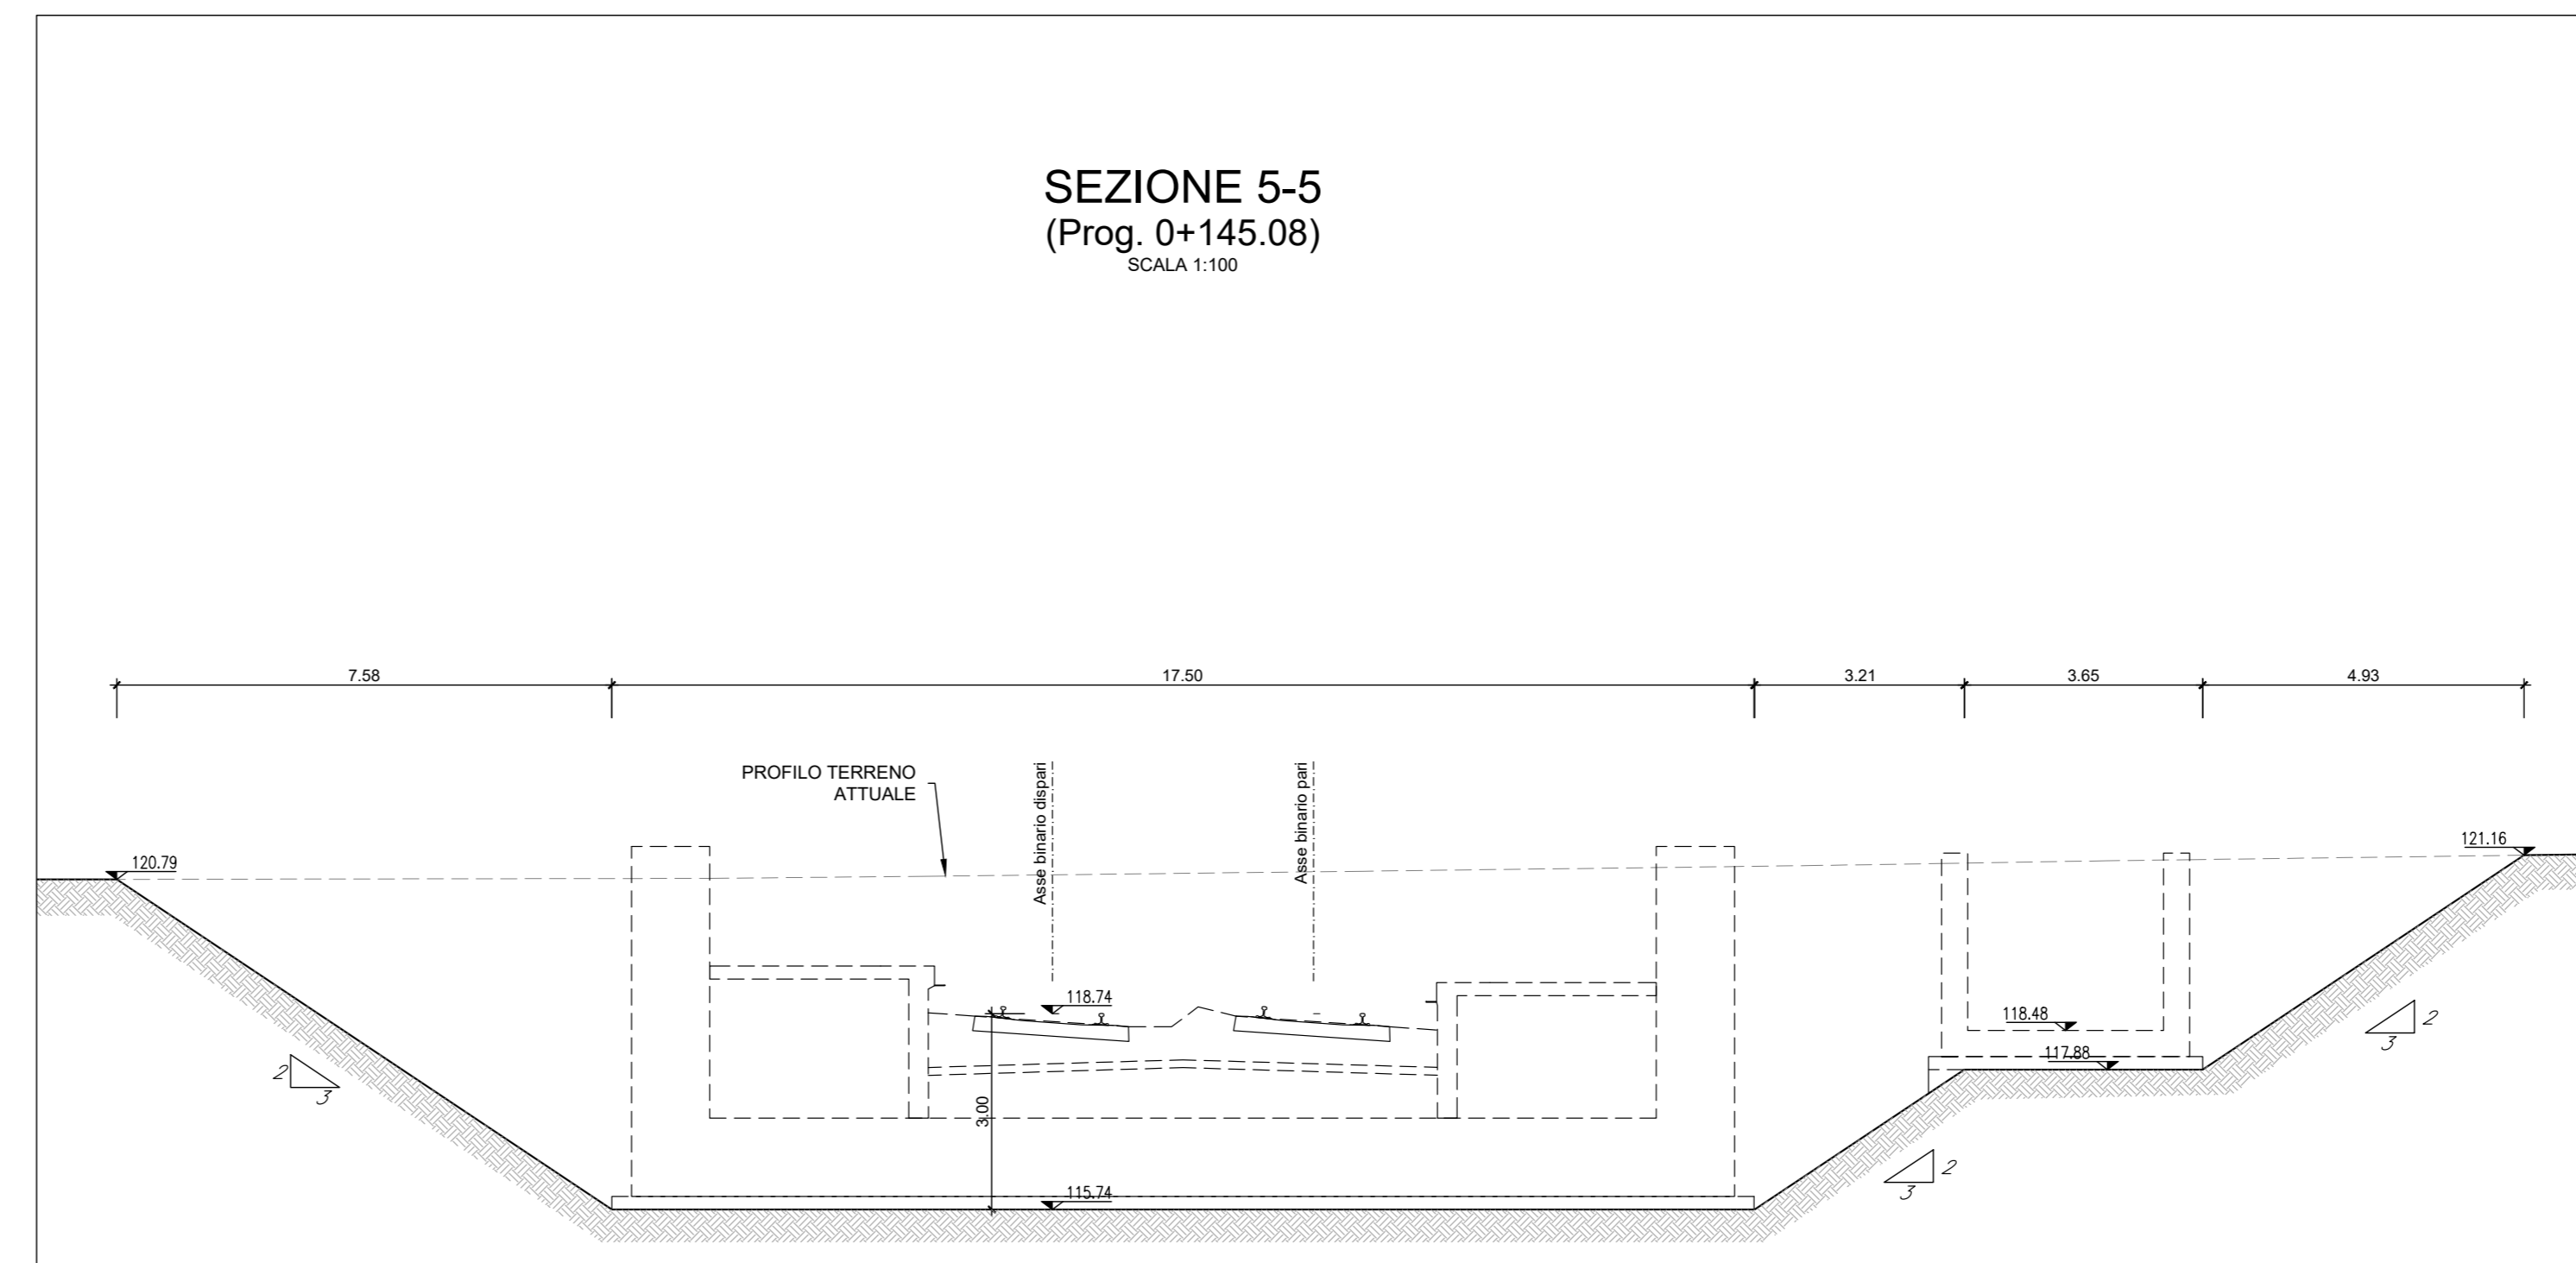 SEZIONE 5-5
(Prog. 0+145.08)
SCALA 1:100
7.58
17.50
3.21
3.65
4.93
PROFILO TERRENO
ATTUALE
Asse binario dispari
Asse binario pari
120.79
121.16
118.74
118.48
117.88
2
3
3.00
2
3
2
3
115.74